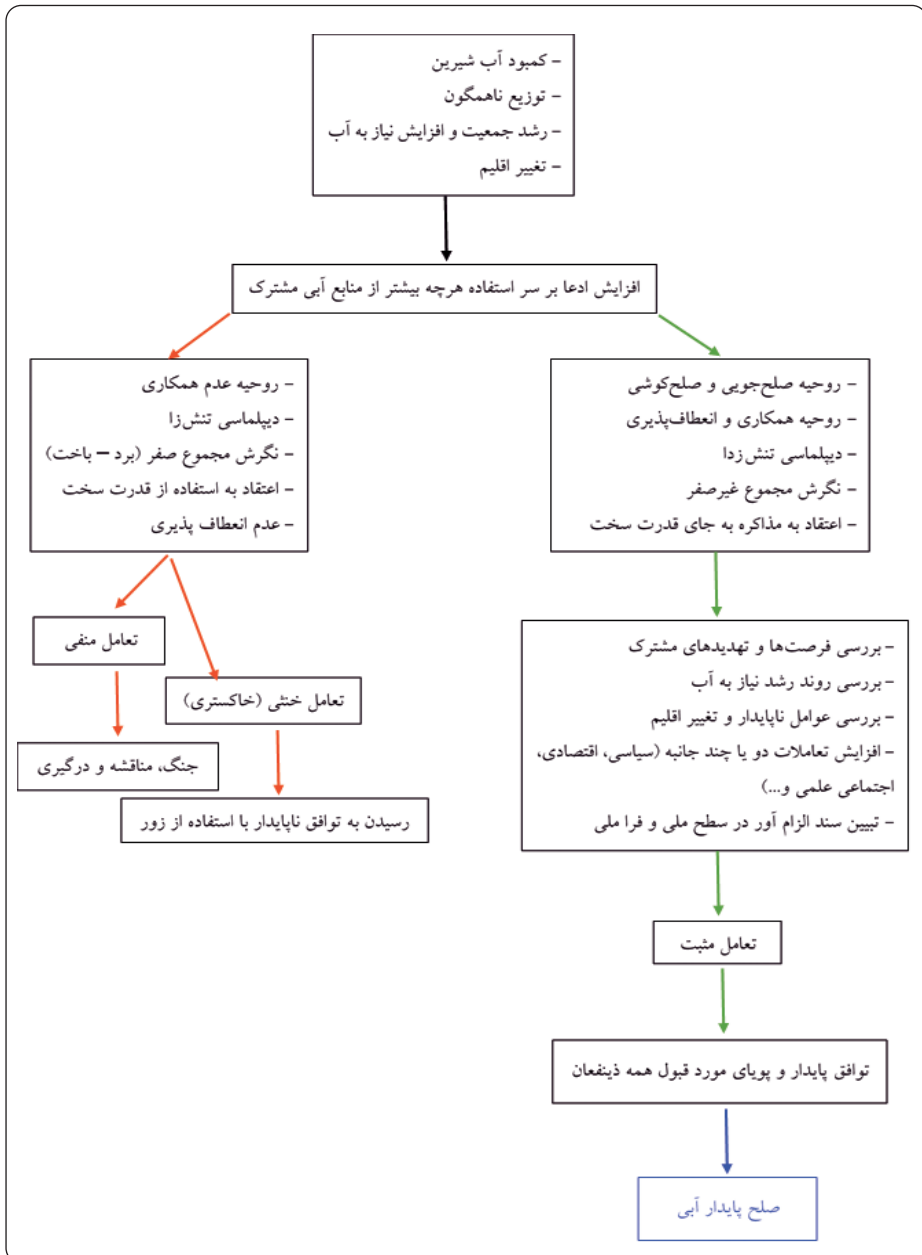 - کمبود آب شیرین
- توزیع ناهمگون
- رشد جمعیت و افزایش نیاز به آب
- تغییر اقلیم
افزایش ادعا بر سر استفاده هرچه بیشتر از منابع آبی مشترک
- روحیه صلح‌جویی و صلح‌کوشی
- روحیه همکاری و انعطاف‌پذیری
- دیپلماسی تنش‌زدا
- نگرش مجموع غیرصفر
- اعتقاد به مذاکره به جای قدرت سخت
- روحیه عدم همکاری
- دیپلماسی تنش‌زا
- نگرش مجموع صفر (برد – باخت)
- اعتقاد به استفاده از قدرت سخت
- عدم انعطاف پذیری
- بررسی فرصت‌ها و تهدیدهای مشترک
- بررسی روند رشد نیاز به آب
- بررسی عوامل ناپایدار و تغییر اقلیم
- افزایش تعاملات دو یا چند جانبه (سیاسی، اقتصادی،
اجتماعی علمی و...)
- تبیین سند الزام آور در سطح ملی و فرا ملی
تعامل منفی
تعامل خنثی (خاکستری)
جنگ، مناقشه و درگیری
رسیدن به توافق ناپایدار با استفاده از زور
تعامل مثبت
توافق پایدار و پویای مورد قبول همه ذینفعان
صلح پایدار آبی